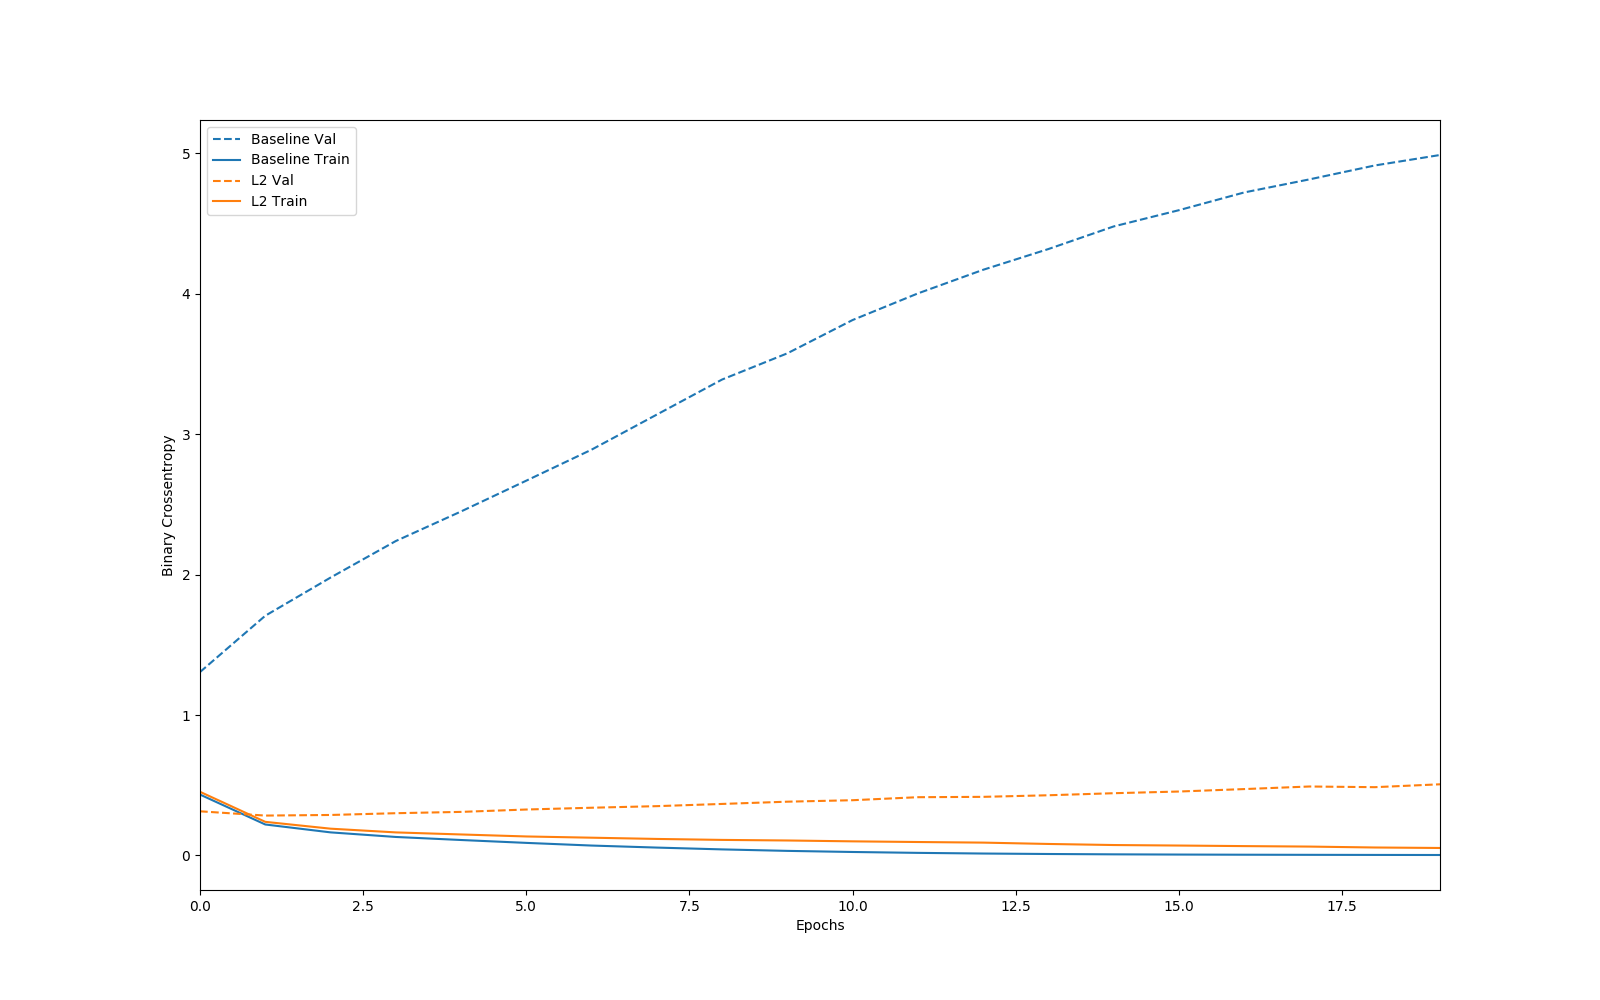 Baseline Val
Baseline Train
L2 Val
L2 Train
5
4
3
2
1
0
Binary Crossentropy
0.0 2.5 5.0 7.5 10.0 12.5 15.0 17.5
Epochs